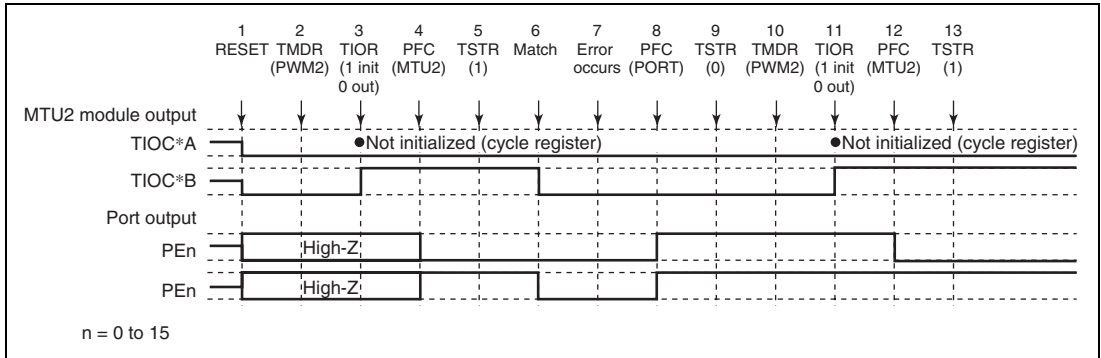 1 2 3 4 5 6 7 8 9 10 11 12 13
RESET TMDR TIOR PFC TSTR Match Error PFC TSTR TMDR TIOR PFC TSTR
(PWM2) (1 init (MTU2) (1) occurs (PORT) (0) (PWM2) (1 init (MTU2) (1)
0 out) 0 out)
MTU2 module output
TIOC*A ●Not initialized (cycle register) ●Not initialized (cycle register)
TIOC*B
Port output
PEn High-Z
PEn High-Z
n = 0 to 15